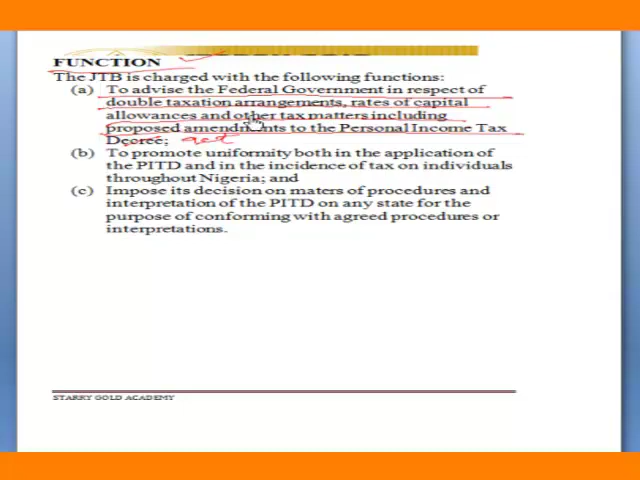 FUNCTION
The JTB is charged with the following functions:
(a) To advise the Federal Government in respect of
double taxation arrangements, rates of capital
allowances and other tax matters including
proposed amendments to the Personal Income Tax
Decree; act
(b) To promote uniformity both in the application of
the PITD and in the incidence of tax on individuals
throughout Nigeria; and
(c) Impose its decision on maters of procedures and
interpretation of the PITD on any state for the
purpose of conforming with agreed procedures or
interpretations.
STARRY GOLD ACADEMY